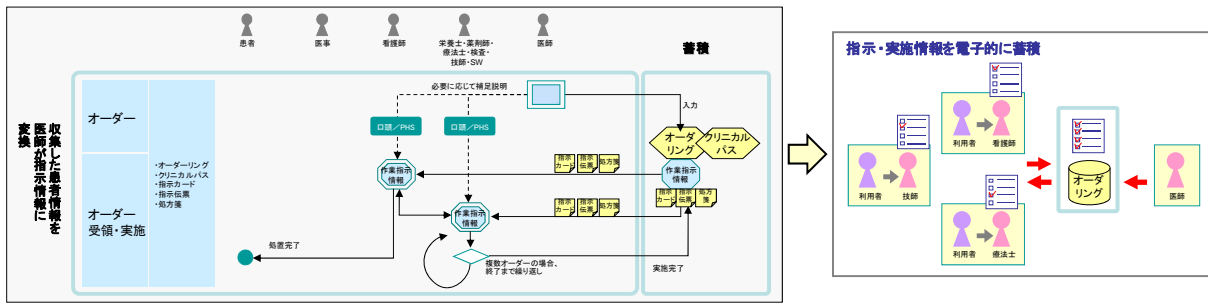 患者
医事
看護師
栄養士・薬剤師・
療法士・検査・
技師・SW
医師
蓄積
収集した患者情報を
医師が指示情報に
変換
オーダー
オーダー
受領・実施
・オーダーリング
・クリニカルパス
・指示カード
・指示伝票
・処方箋
必要に応じて補足説明
入力
口頭/PHS
口頭/PHS
オーダ
リング
クリニカル
パス
作業指示
情報
指示
カード
指示
伝票
処方箋
作業指示
情報
指示
カード
指示
伝票
処方
箋
作業指示
情報
指示
カード
指示
伝票
処方箋
処置完了
複数オーダーの場合、
終了まで繰り返し
実施完了
指示・実施情報を電子的に蓄積
利用者
看護師
利用者
技師
オーダ
リング
医師
利用者
療法士